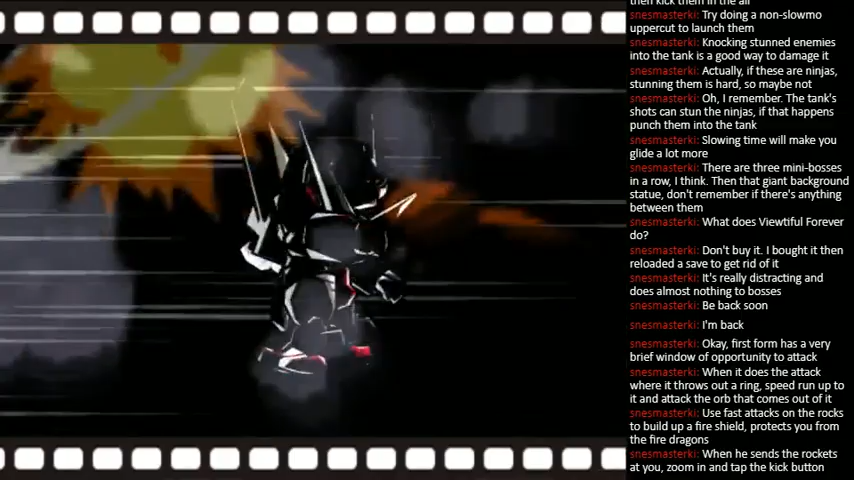 then kick them in the air
snesmasterki: Try doing a non-slowmo
uppercut to launch them
snesmasterki: Knocking stunned enemies
into the tank is a good way to damage it
snesmasterki: Actually, if these are ninjas,
stunning them is hard, so maybe not
snesmasterki: Oh, I remember. The tank's
shots can stun the ninjas, if that happens
punch them into the tank
snesmasterki: Slowing time will make you
glide a lot more
snesmasterki: There are three mini-bosses
in a row, I think. Then that giant background
statue, don't remember if there's anything
between them
snesmasterki: What does Viewtiful Forever
do?
snesmasterki: Don't buy it. I bought it then
reloaded a save to get rid of it
snesmasterki: It's really distracting and
does almost nothing to bosses
snesmasterki: Be back soon
snesmasterki: I'm back
snesmasterki: Okay, first form has a very
brief window of opportunity to attack
snesmasterki: When it does the attack
where it throws out a ring, speed run up to
it and attack the orb that comes out of it
snesmasterki: Use fast attacks on the rocks
to build up a fire shield, protects you from
the fire dragons
snesmasterki: When he sends the rockets
at you, zoom in and tap the kick button